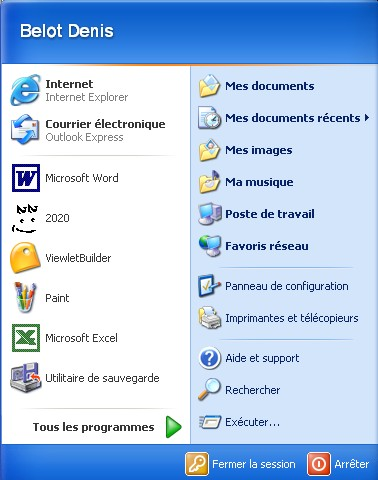 Belot Denis
Internet
Internet Explorer
Courrier électronique
Outlook Express
Microsoft Word
2020
ViewletBuilder
Paint
Microsoft Excel
Utilitaire de sauvegarde
Tous les programmes
Mes documents
Mes documents récents
Mes images
Ma musique
Poste de travail
Favoris réseau
Panneau de configuration
Imprimantes et télécopieurs
Aide et support
Rechercher
Exécuter...
Fermer la session
Arrêter